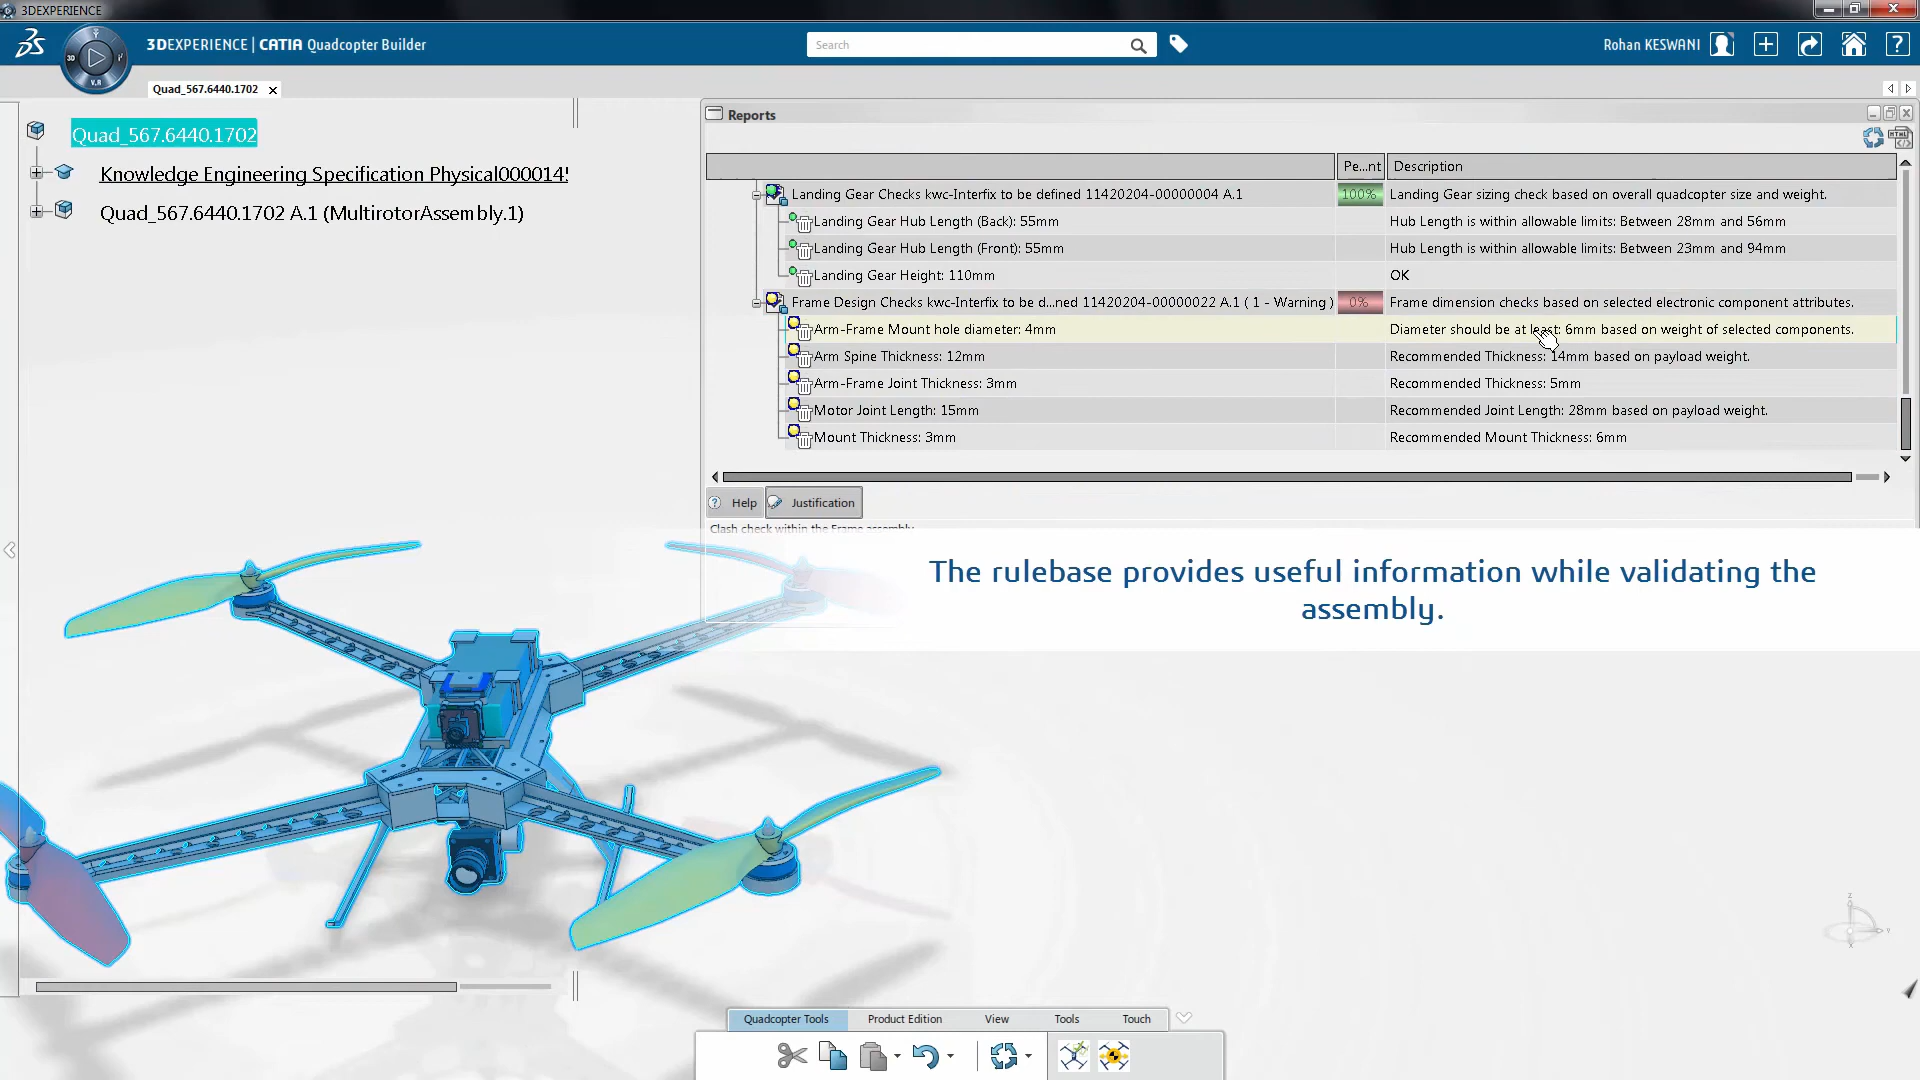 3DEXPERIENCE
3DEXPERIENCE | CATIA Quadcopter Builder
3D
V.R
Search
Rohan KESWANI
Quad_567.6440.1702
Quad_567.6440.1702
Knowledge Engineering Specification Physical000014!
Quad_567.6440.1702 A.1 (MultirotorAssembly.1)
Reports
HTML
Pe...nt Description
Landing Gear Checks kwc-Interfix to be defined 11420204-00000004 A.1 100% Landing Gear sizing check based on overall quadcopter size and weight.
Landing Gear Hub Length (Back): 55mm Hub Length is within allowable limits: Between 28mm and 56mm
Landing Gear Hub Length (Front): 55mm Hub Length is within allowable limits: Between 23mm and 94mm
Landing Gear Height: 110mm OK
Frame Design Checks kwc-Interfix to be d...ned 11420204-00000022 A.1 ( 1 - Warning ) 0% Frame dimension checks based on selected electronic component attributes.
Arm-Frame Mount hole diameter: 4mm Diameter should be at least: 6mm based on weight of selected components.
Arm Spine Thickness: 12mm Recommended Thickness: 14mm based on payload weight.
Arm-Frame Joint Thickness: 3mm Recommended Thickness: 5mm
Motor Joint Length: 15mm Recommended Joint Length: 28mm based on payload weight.
Mount Thickness: 3mm Recommended Mount Thickness: 6mm
Help Justification
Clash check within the Frame assembly
The rulebase provides useful information while validating the
assembly.
Quadcopter Tools Product Edition View Tools Touch